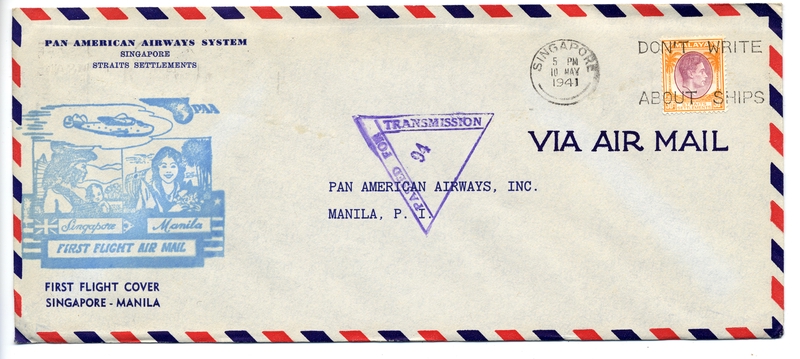 PAN AMERICAN AIRWAYS SYSTEM
SINGAPORE
STRAITS SETTLEMENTS
SINGAPORE
5 PM
10 MAY
1941
DON'T WRITE
ABOUT SHIPS
VIA AIR MAIL
PAA
PASSED FOR
TRANSMISSION
94
PAN AMERICAN AIRWAYS, INC.
MANILA, P. I.
Singapore Manila
FIRST FLIGHT AIR MAIL
FIRST FLIGHT COVER
SINGAPORE - MANILA